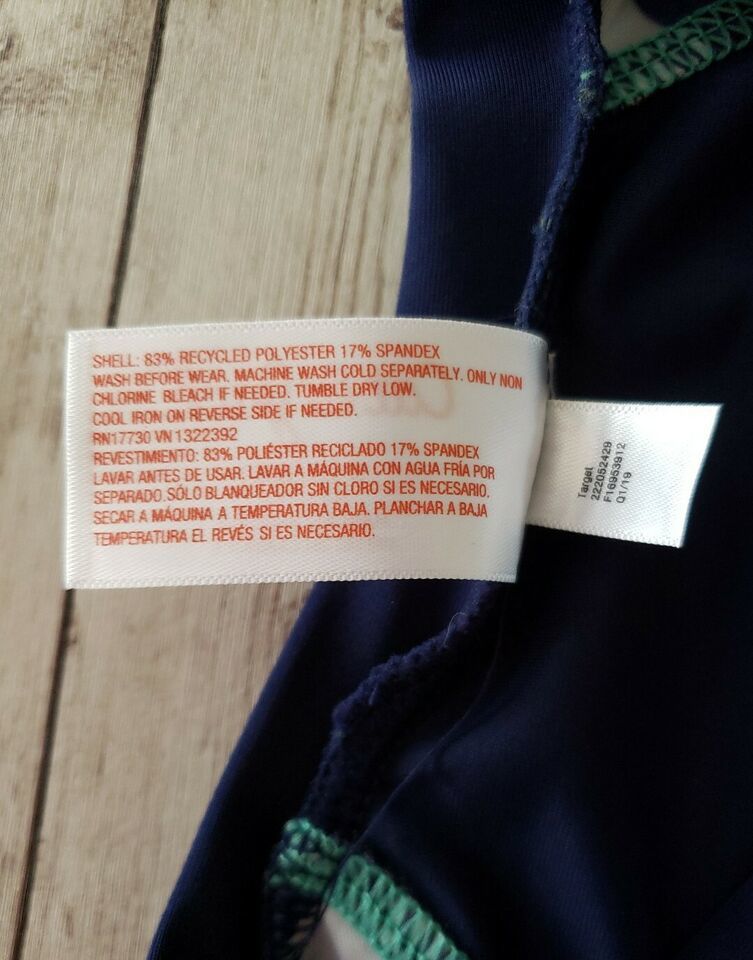 SHELL: 83% RECYCLED POLYESTER 17% SPANDEX
WASH BEFORE WEAR. MACHINE WASH COLD SEPARATELY. ONLY NON
CHLORINE BLEACH IF NEEDED. TUMBLE DRY LOW.
COOL IRON ON REVERSE SIDE IF NEEDED.
RN17730 VN 1322392
REVESTIMIENTO: 83% POLIÉSTER RECICLADO 17% SPANDEX
LAVAR ANTES DE USAR. LAVAR A MÁQUINA CON AGUA FRÍA POR
SEPARADO.SÓLO BLANQUEADOR SIN CLORO SI ES NECESARIO.
SECAR A MÁQUINA A TEMPERATURA BAJA. PLANCHAR A BAJA
TEMPERATURA EL REVÉS SI ES NECESARIO.
Target
222052429
F16953912
Q1/19